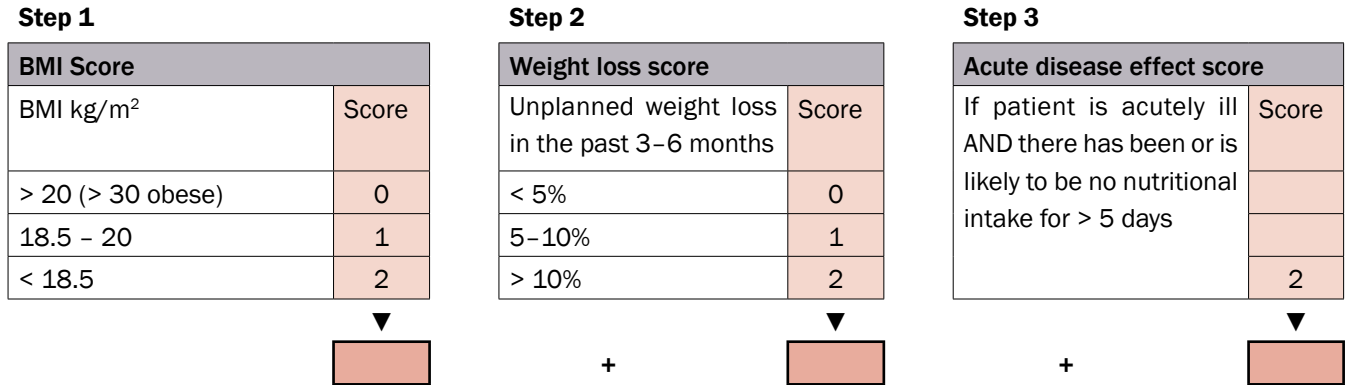 Step 1
BMI Score
BMI kg/m²
Score
> 20 (> 30 obese)
0
18.5 – 20
1
< 18.5
2
▼
Step 2
Weight loss score
Unplanned weight loss
in the past 3–6 months
Score
< 5%
0
5–10%
1
> 10%
2
▼
+
Step 3
Acute disease effect score
If patient is acutely ill
AND there has been or is
likely to be no nutritional
intake for > 5 days
Score
2
▼
+